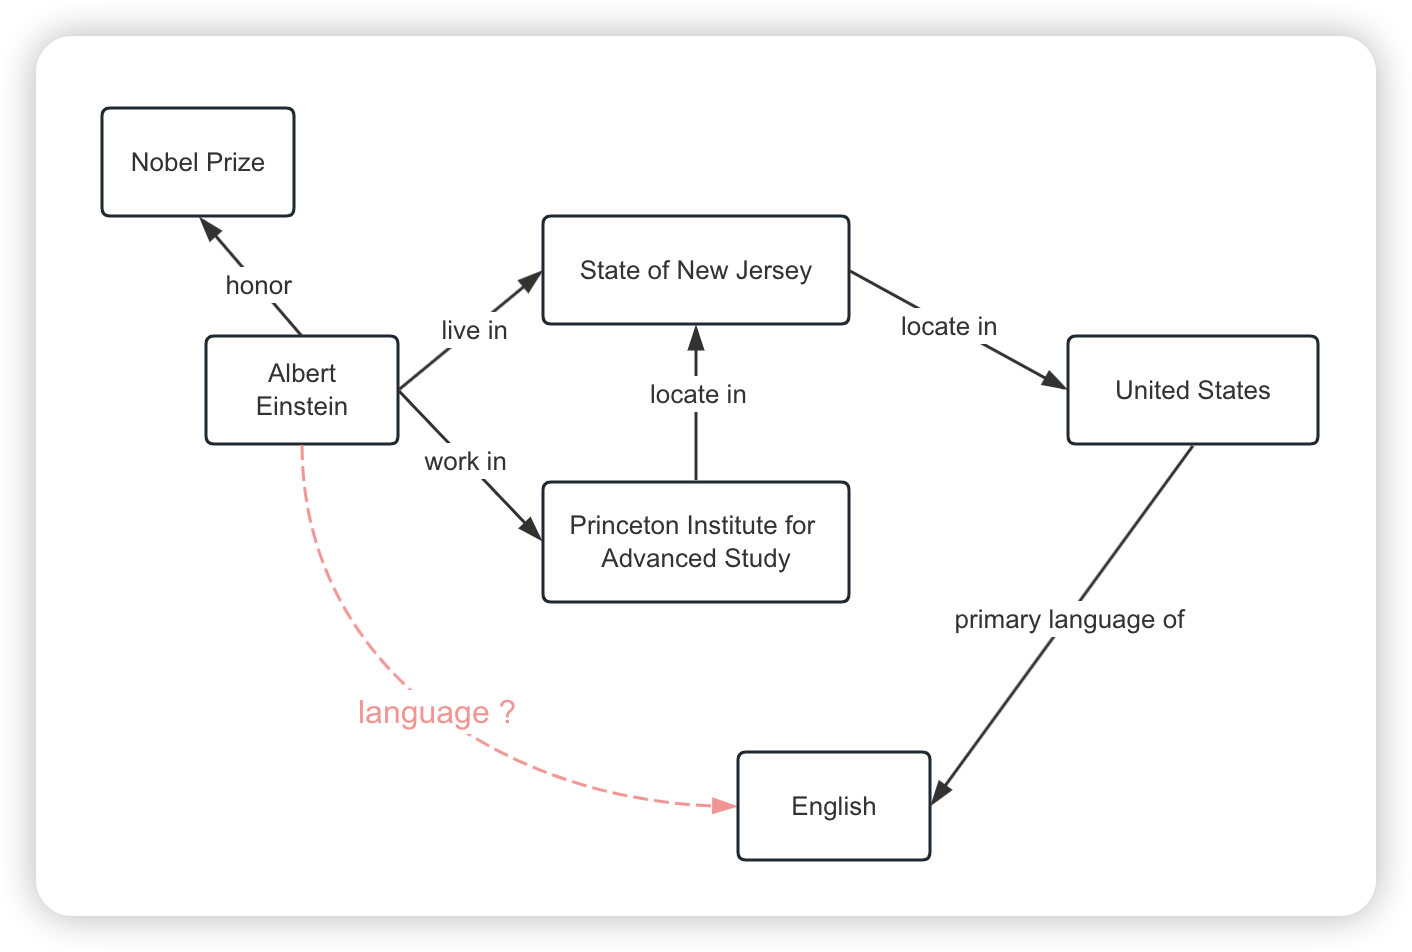 Nobel Prize
honor
Albert
Einstein
live in
work in
State of New Jersey
locate in
Princeton Institute for
Advanced Study
locate in
United States
primary language of
language ?
English